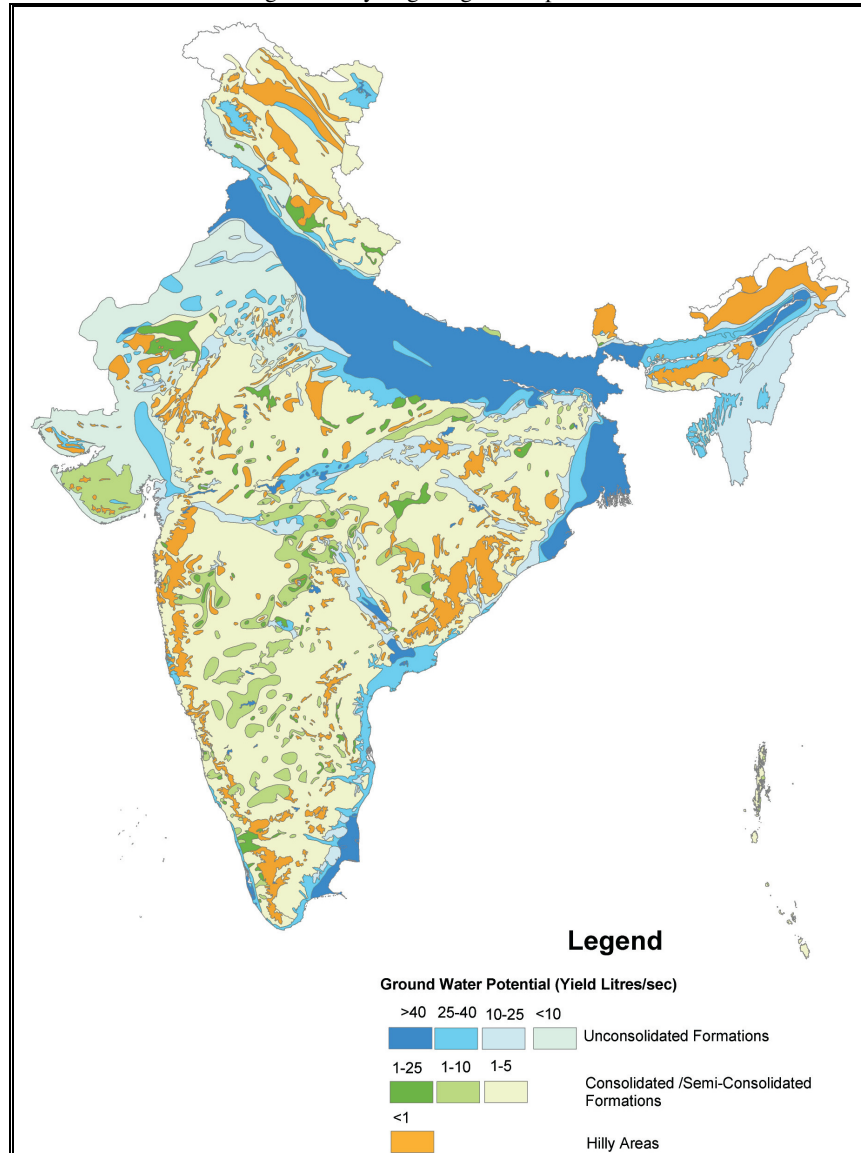 Legend
Ground Water Potential (Yield Litres/sec)
>40 25-40 10-25 <10
Unconsolidated Formations
1-25 1-10 1-5
Consolidated /Semi-Consolidated
Formations
<1
Hilly Areas